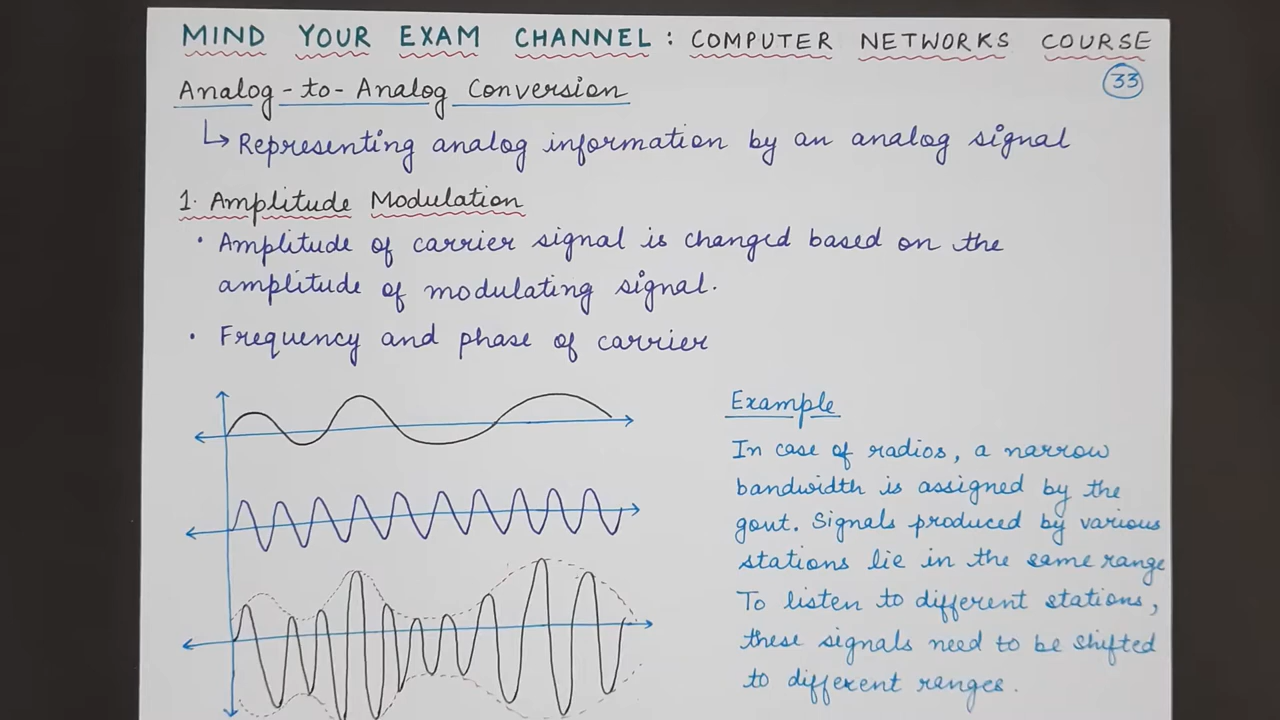 MIND YOUR EXAM CHANNEL : COMPUTER NETWORKS COURSE
33
Analog-to-Analog Conversion
↳ Representing analog information by an analog signal
1. Amplitude Modulation
• Amplitude of carrier signal is changed based on the
amplitude of modulating signal.
• Frequency and phase of carrier
Example
In case of radios, a narrow
bandwidth is assigned by the
govt. Signals produced by various
stations lie in the same range
To listen to different stations,
these signals need to be shifted
to different ranges.